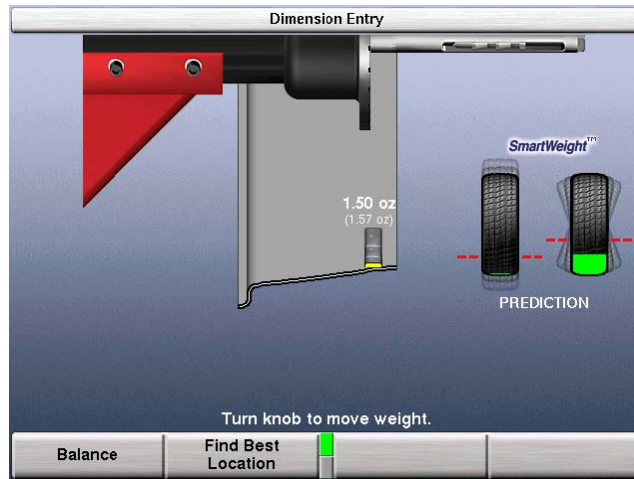 Dimension Entry
SmartWeight™
1.50 oz
(1.57 oz)
PREDICTION
Turn knob to move weight.
Balance
Find Best
Location